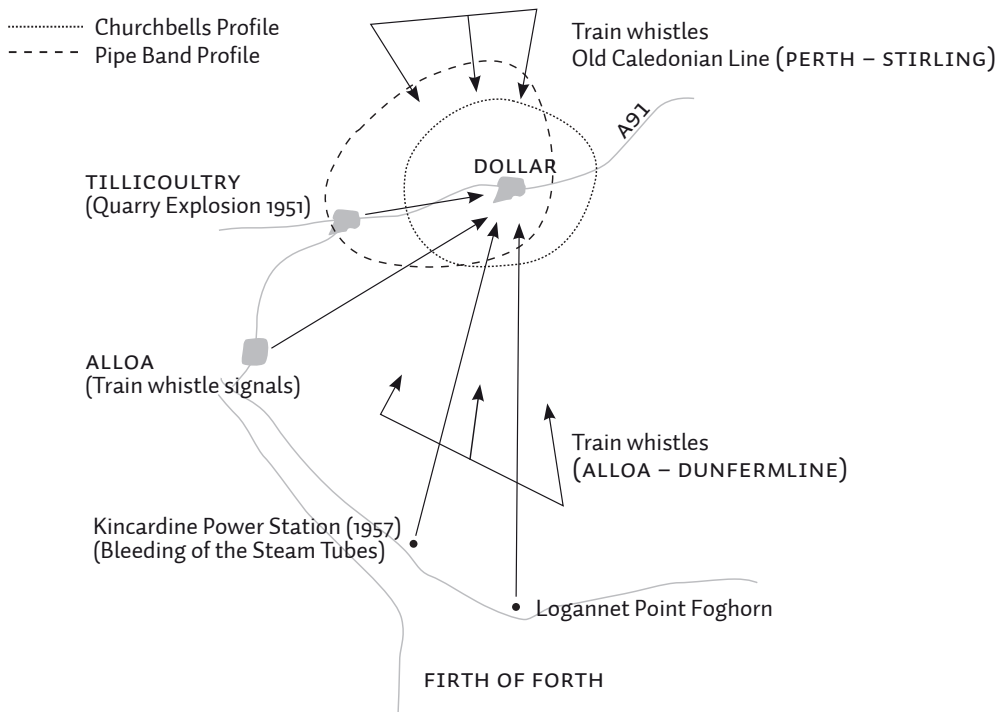 Churchbells Profile
Pipe Band Profile
Train whistles
Old Caledonian Line (PERTH – STIRLING)
A91
DOLLAR
TILLICOULTRY
(Quarry Explosion 1951)
ALLOA
(Train whistle signals)
Train whistles
(ALLOA – DUNFERMLINE)
Kincardine Power Station (1957)
(Bleeding of the Steam Tubes)
Logannet Point Foghorn
FIRTH OF FORTH